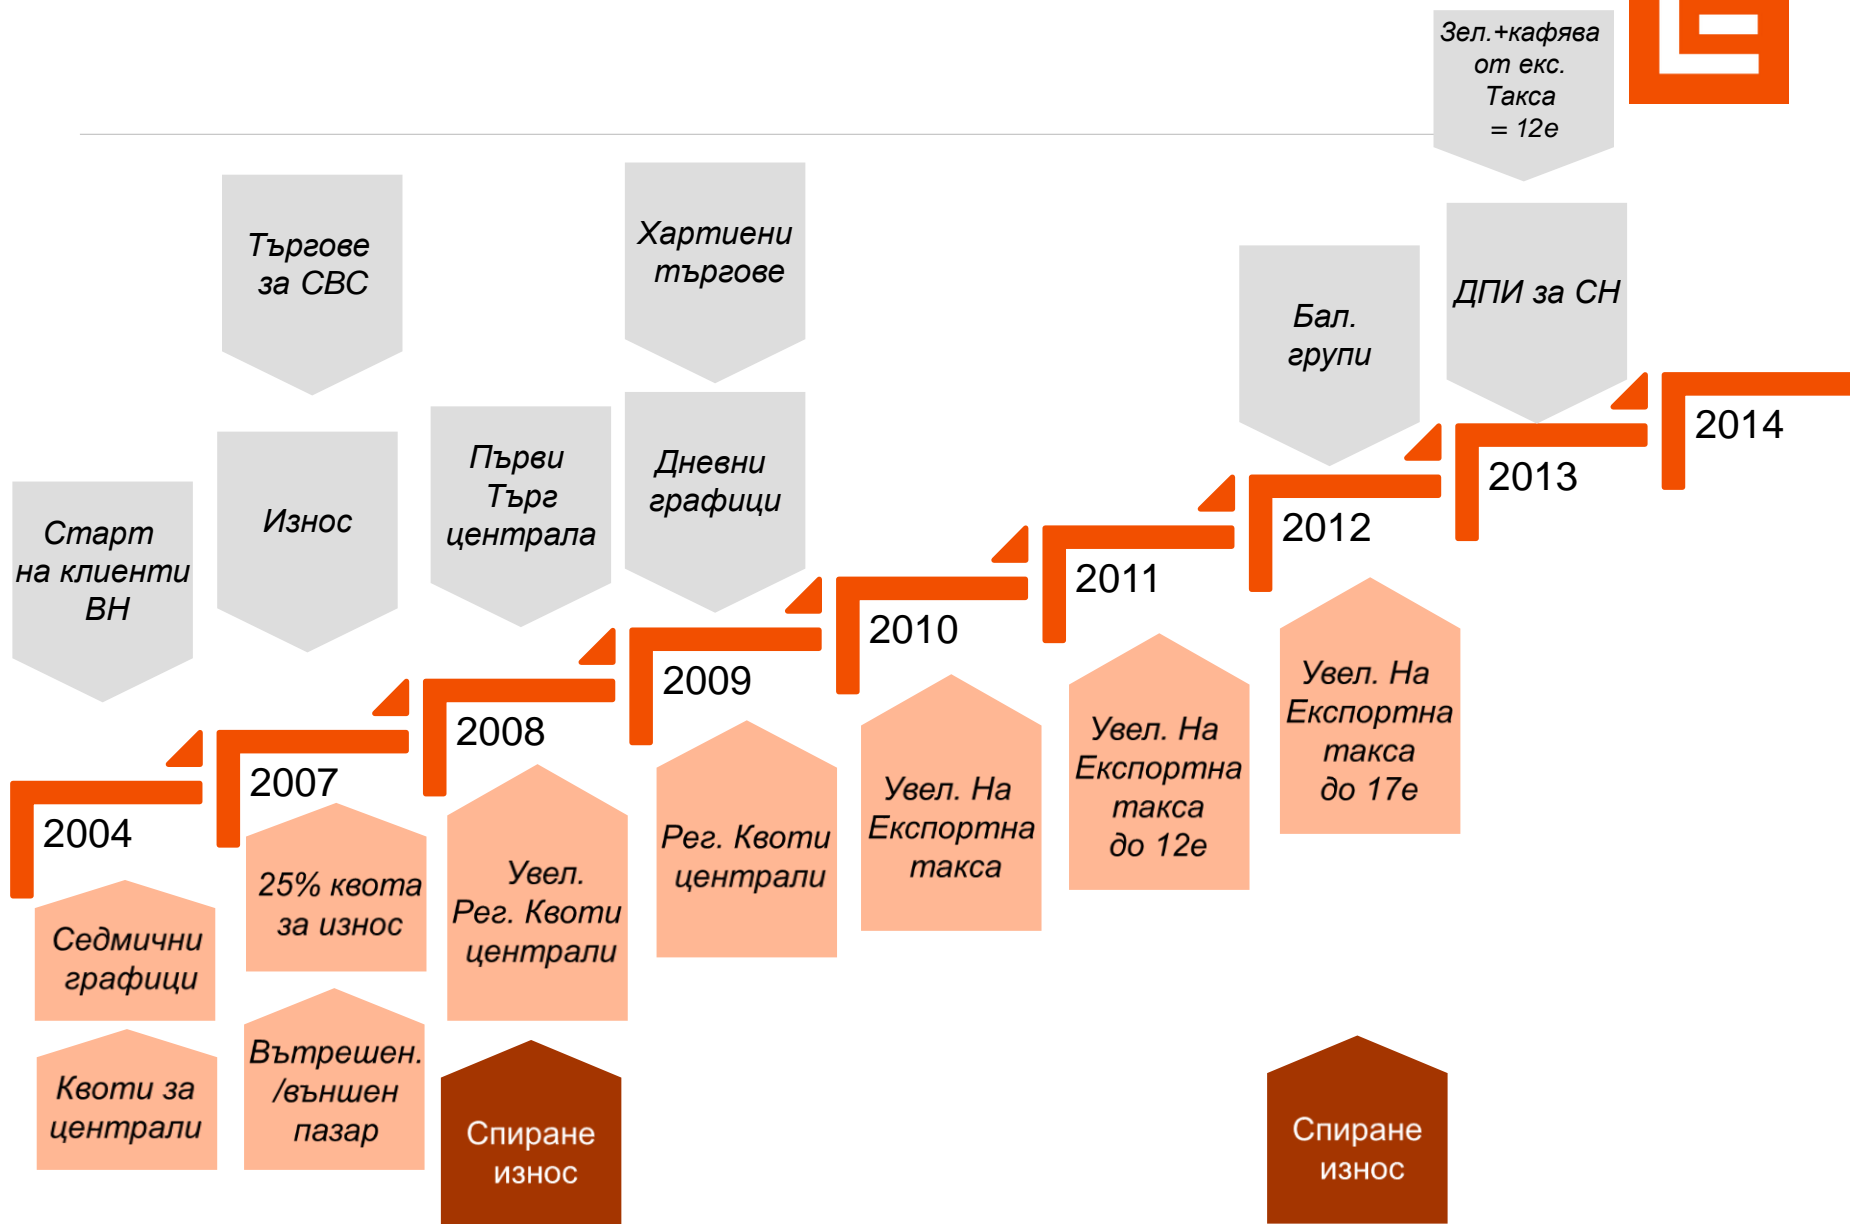 Зел.+кафява
от екс.
Такса
= 12е
Търгове
за СВС
Хартиени
търгове
ДПИ за СН
Бал.
групи
Първи
Търг
централа
Дневни
графици
Износ
Старт
на клиенти
ВН
2014
2013
2012
2011
2010
2009
2008
2007
2004
Седмични
графици
Квоти за
централи
25% квота
за износ
Вътрешен.
/външен
пазар
Увел.
Рег. Квоти
централи
Спиране
износ
Рег. Квоти
централи
Увел. На
Експортна
такса
Увел. На
Експортна
такса
до 12е
Увел. На
Експортна
такса
до 17е
Спиране
износ